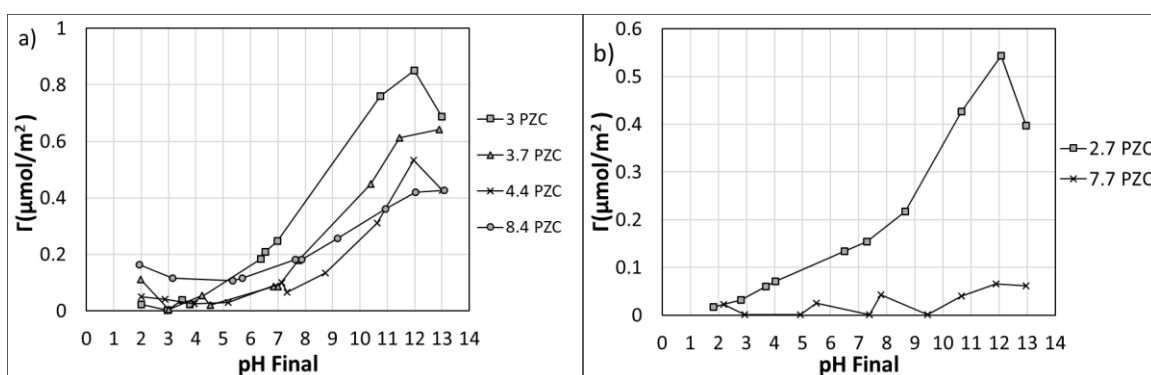 a)
Γ(µmol/m²)
1
0.8
0.6
0.4
0.2
0
0 1 2 3 4 5 6 7 8 9 10 11 12 13 14
pH Final
3 PZC
3.7 PZC
4.4 PZC
8.4 PZC
b)
Γ(µmol/m²)
0.6
0.5
0.4
0.3
0.2
0.1
0
0 1 2 3 4 5 6 7 8 9 10 11 12 13 14
pH Final
2.7 PZC
7.7 PZC